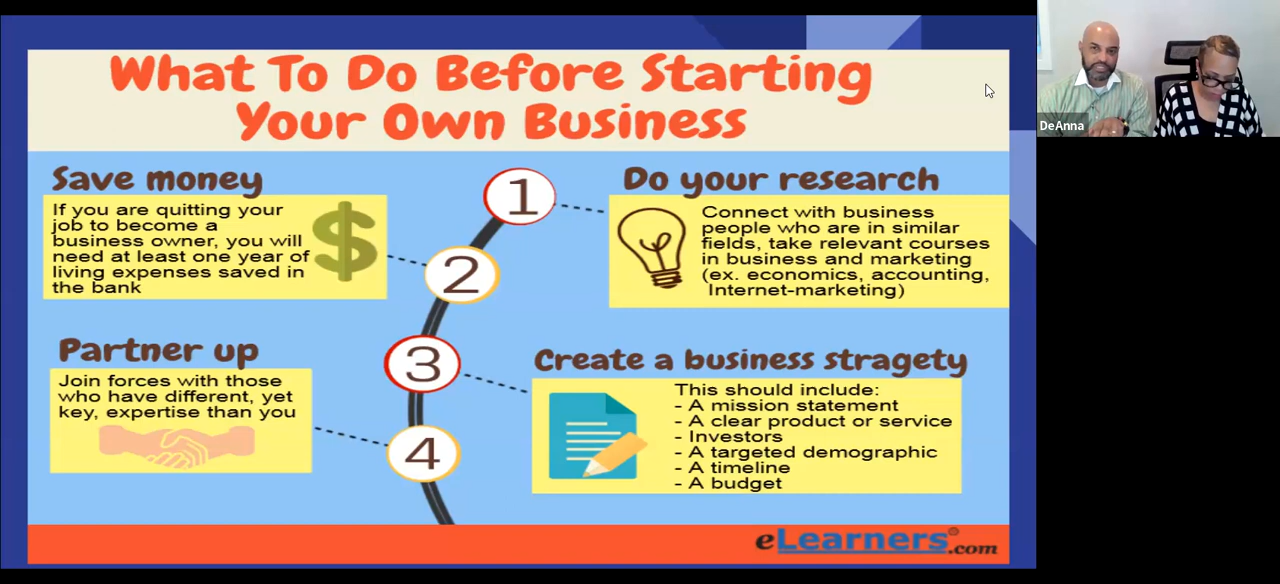 What To Do Before Starting
Your Own Business
1
Do your research
Connect with business
people who are in similar
fields, take relevant courses
in business and marketing
(ex. economics, accounting,
Internet-marketing)
Save money
If you are quitting your
job to become a
business owner, you will
need at least one year of
living expenses saved in
the bank
$
2
3
Create a business stragety
This should include:
- A mission statement
- A clear product or service
- Investors
- A targeted demographic
- A timeline
- A budget
Partner up
Join forces with those
who have different, yet
key, expertise than you
4
eLearners®.com
DeAnna